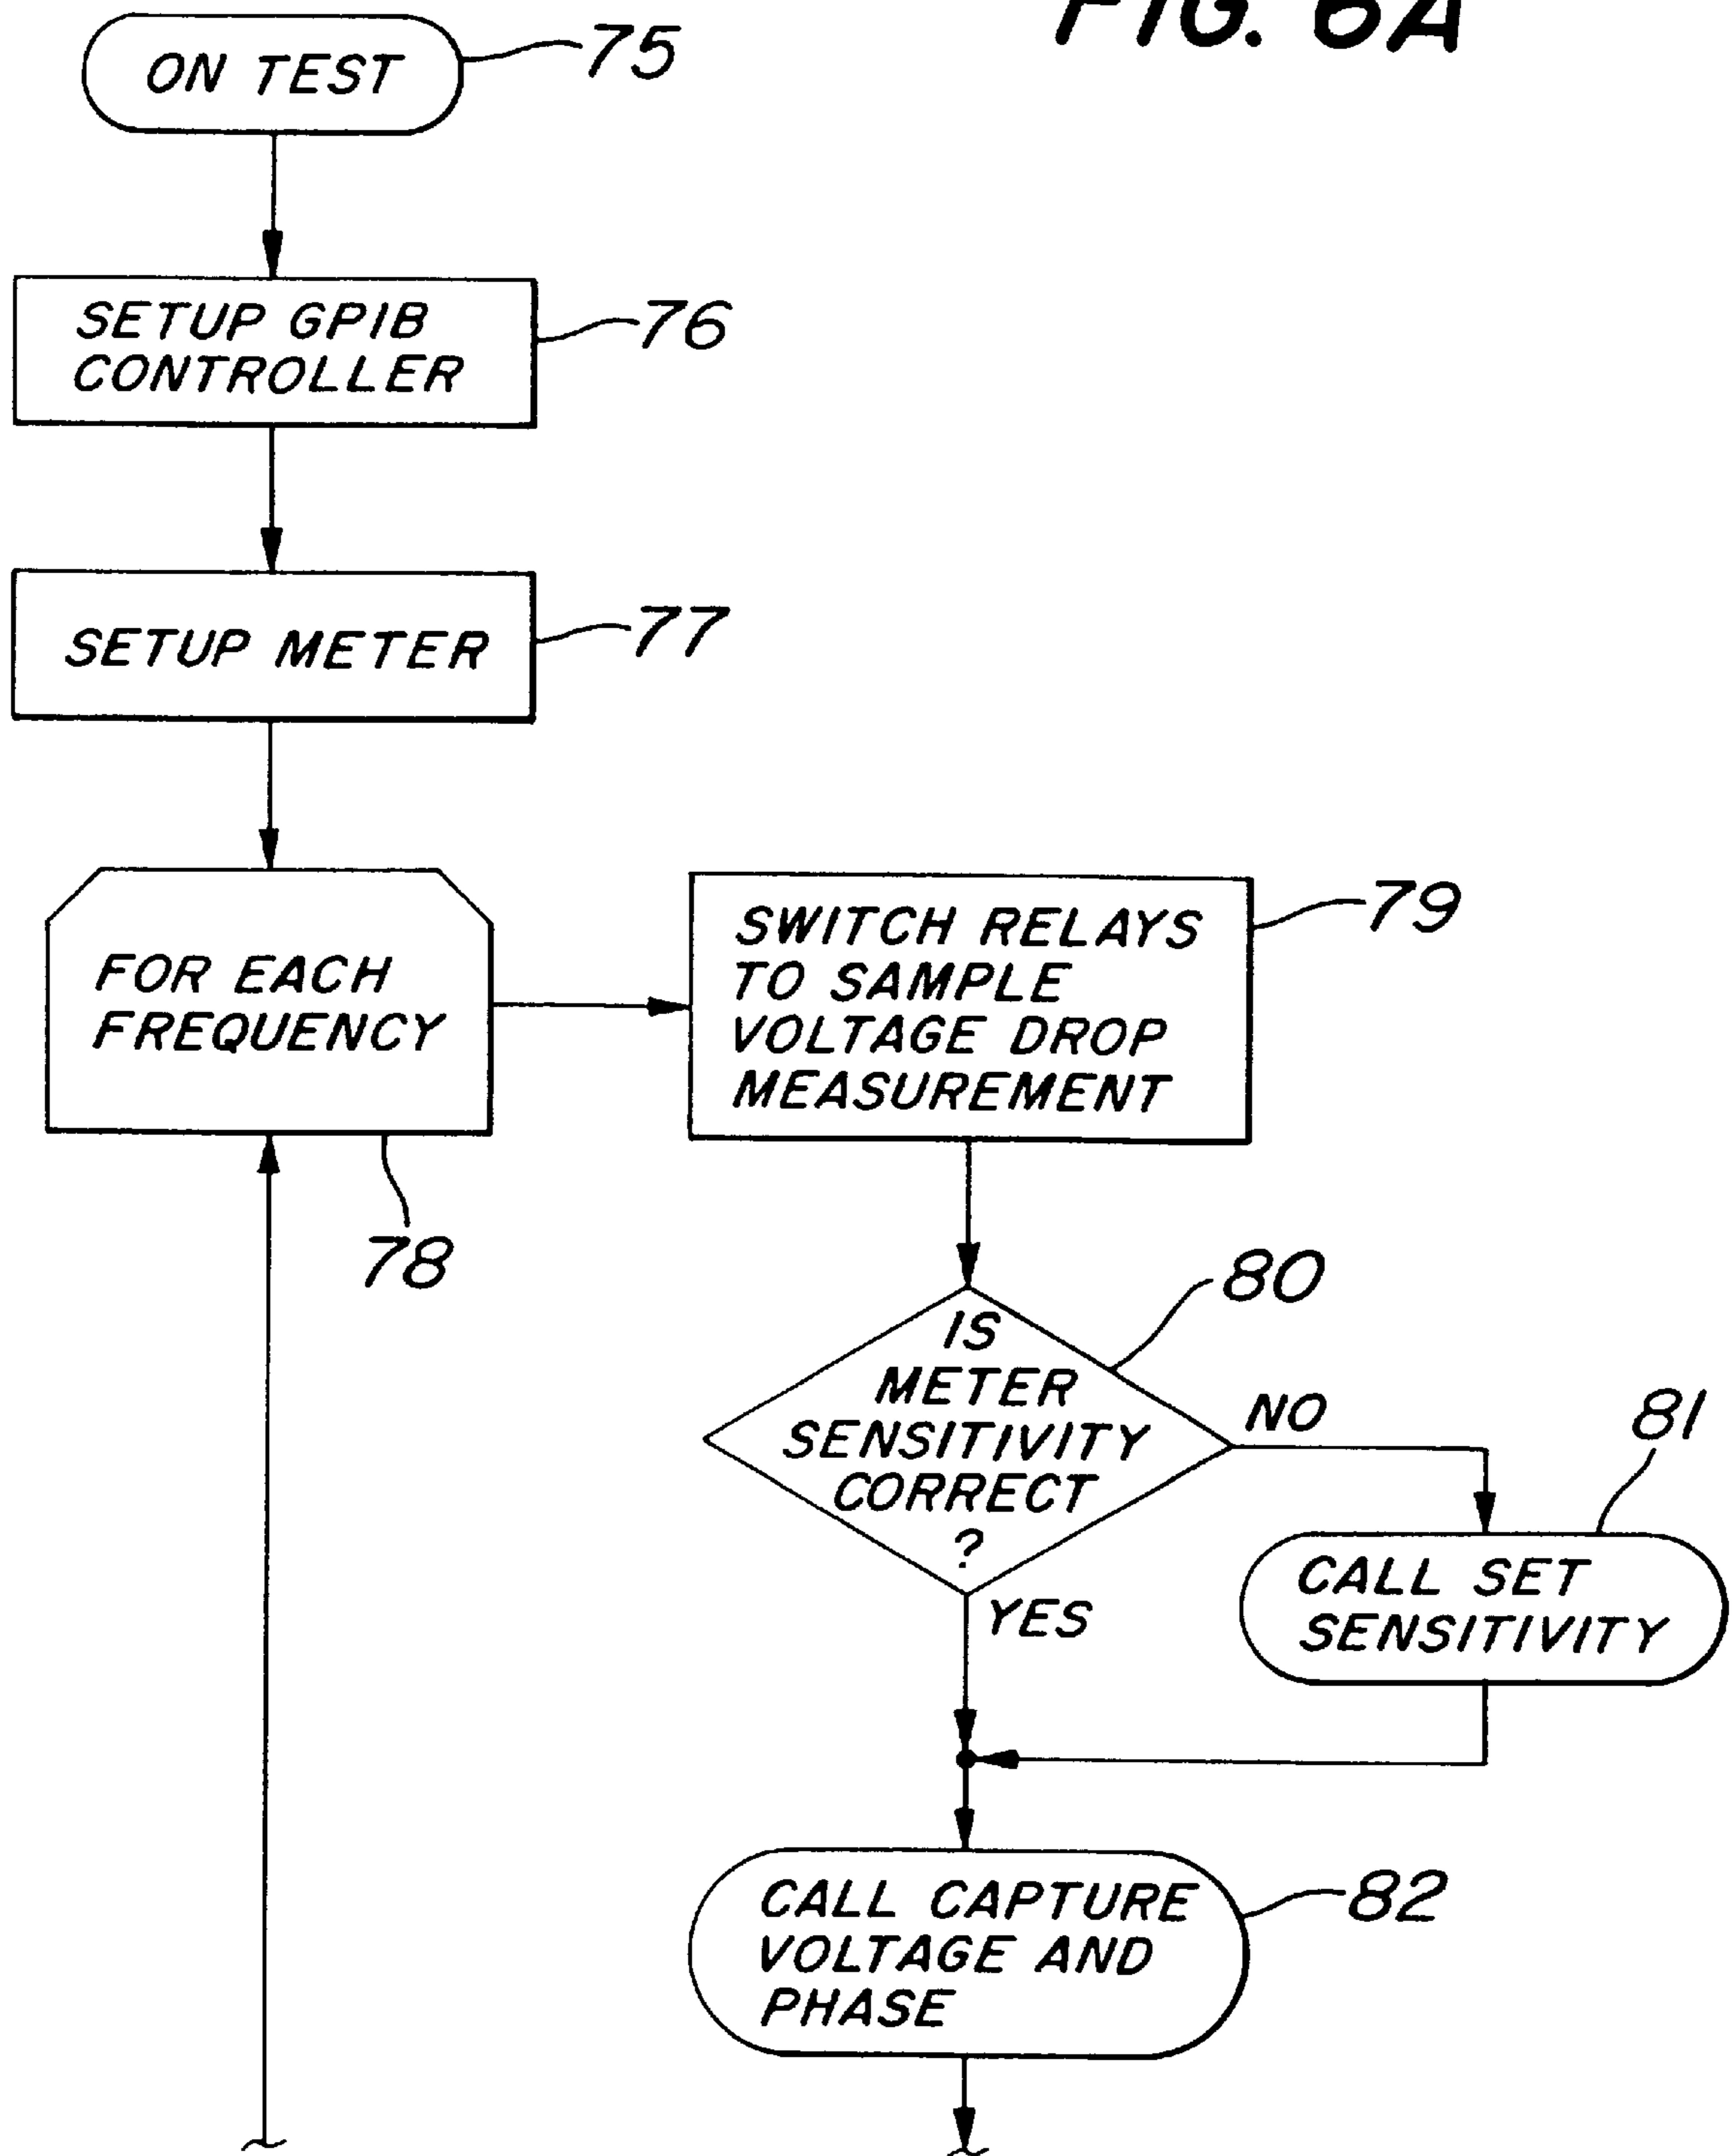 FIG. 6A
ON TEST
75
SETUP GPIB
CONTROLLER
76
SETUP METER
77
FOR EACH
FREQUENCY
78
SWITCH RELAYS
TO SAMPLE
VOLTAGE DROP
MEASUREMENT
79
IS
METER
SENSITIVITY
CORRECT
?
80
NO
YES
81
CALL SET
SENSITIVITY
CALL CAPTURE
VOLTAGE AND
PHASE
82